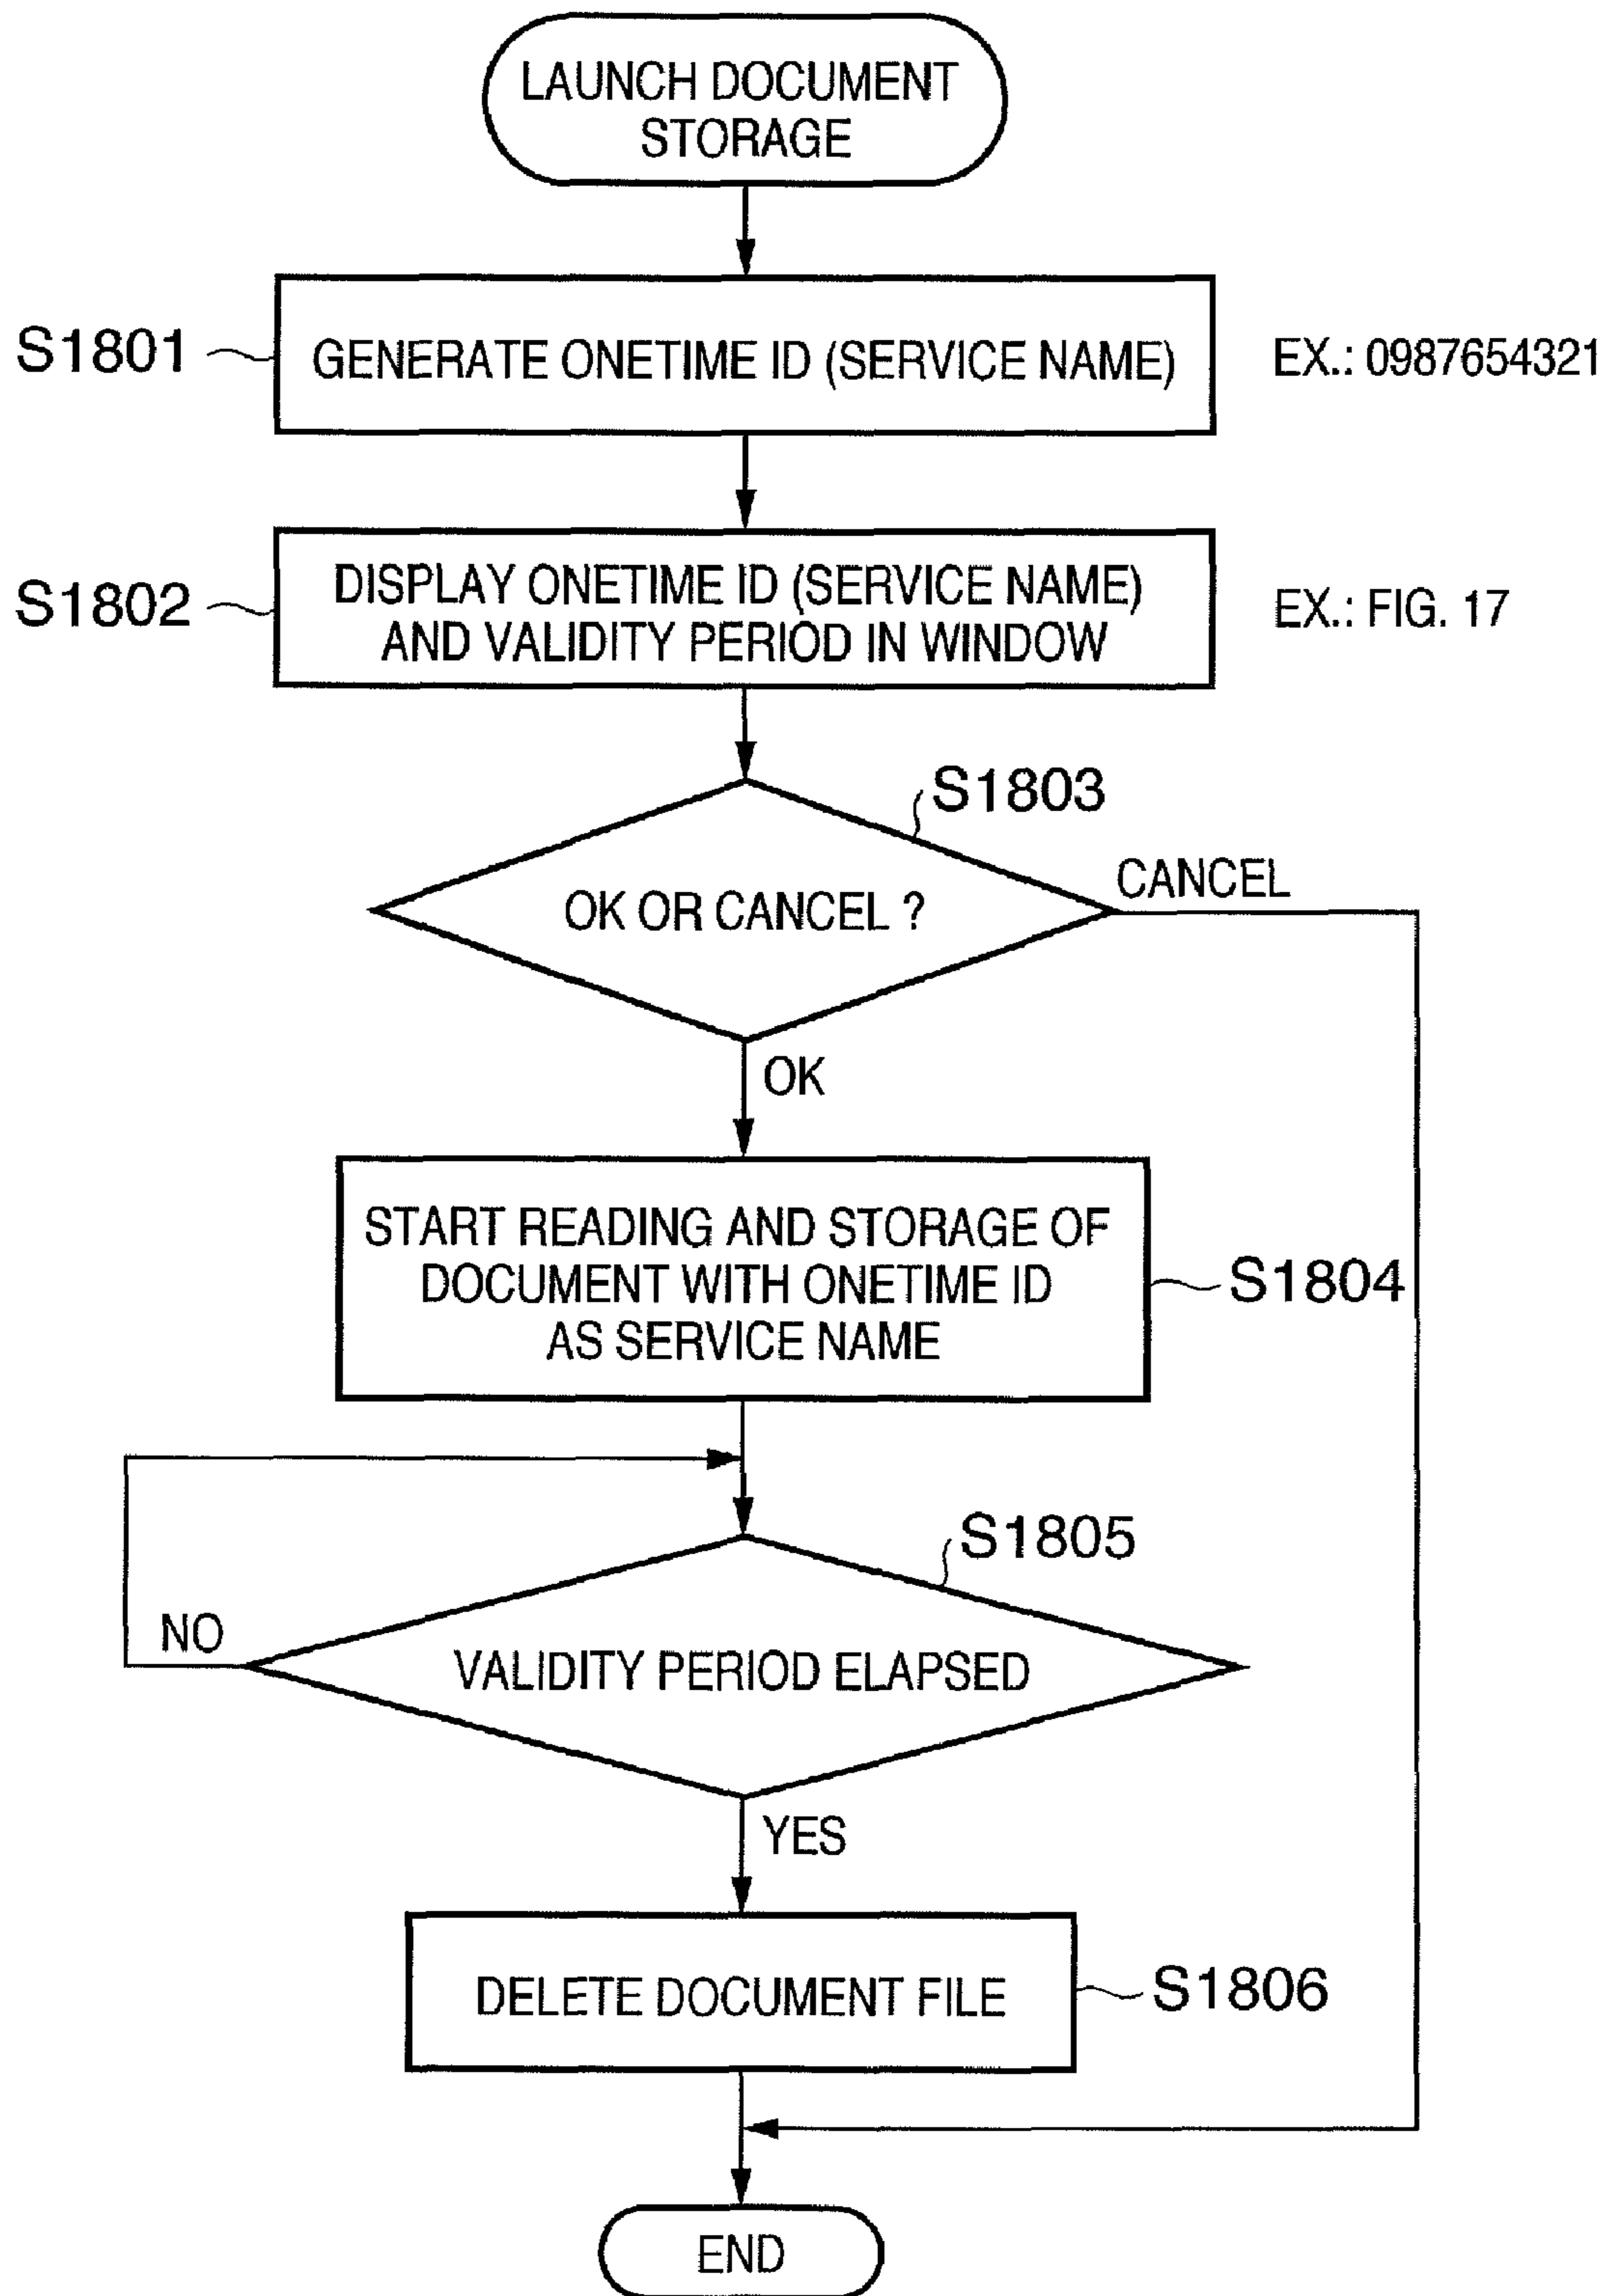 LAUNCH DOCUMENT
STORAGE
S1801
GENERATE ONETIME ID (SERVICE NAME)
EX.: 0987654321
S1802
DISPLAY ONETIME ID (SERVICE NAME)
AND VALIDITY PERIOD IN WINDOW
EX.: FIG. 17
S1803
OK OR CANCEL ?
CANCEL
OK
START READING AND STORAGE OF
DOCUMENT WITH ONETIME ID
AS SERVICE NAME
S1804
S1805
NO
VALIDITY PERIOD ELAPSED
YES
DELETE DOCUMENT FILE
S1806
END